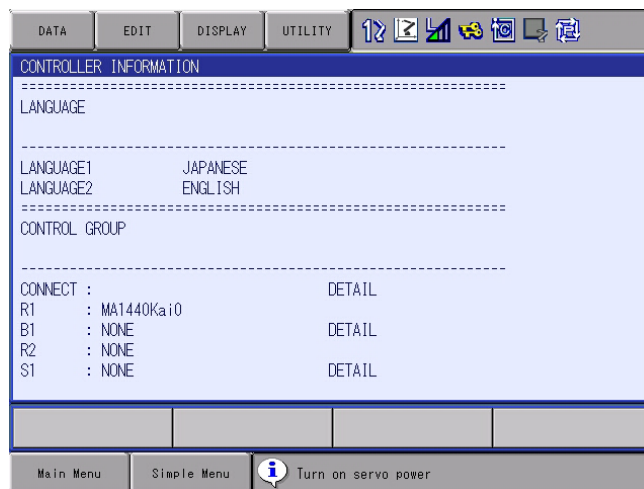 DATA EDIT DISPLAY UTILITY
CONTROLLER INFORMATION
LANGUAGE
LANGUAGE1 JAPANESE
LANGUAGE2 ENGLISH
CONTROL GROUP
CONNECT : DETAIL
R1 : MA1440Kai0
B1 : NONE DETAIL
R2 : NONE
S1 : NONE DETAIL
Main Menu Simple Menu Turn on servo power